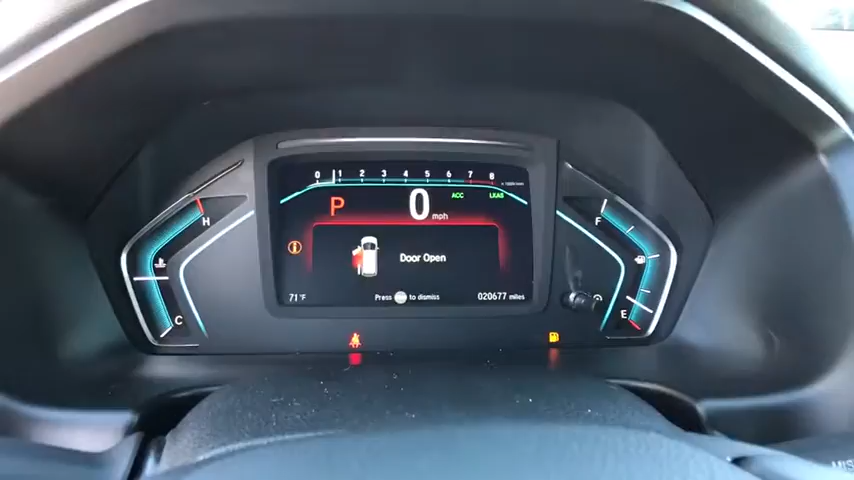 0 1 2 3 4 5 6 7 8
ACC LKAS
P 0 mph
H F
Door Open
C E
71°F Press to dismiss 020677 miles